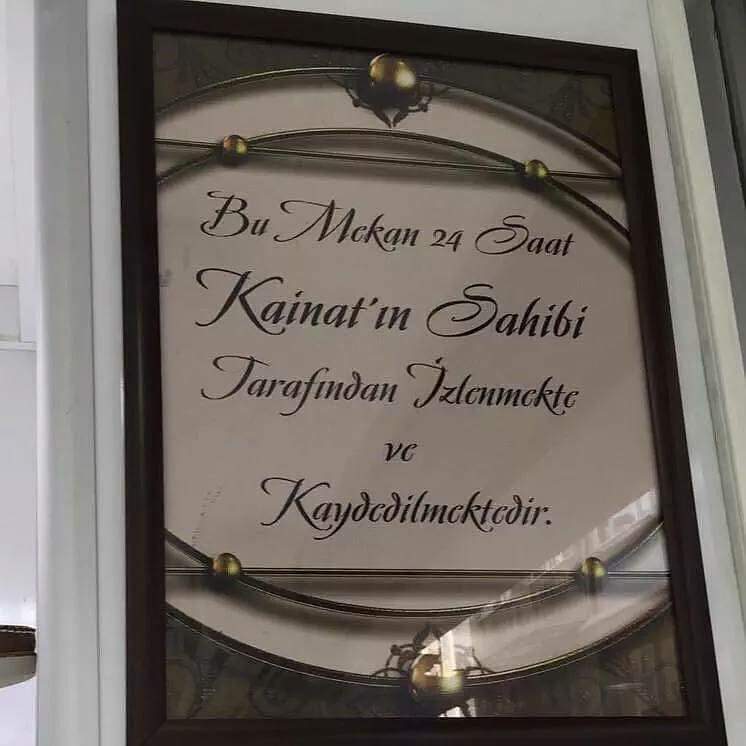 Bu Mekan 24 Saat
Kainat'ın Sahibi
Tarafından İzlenmekte
ve
Kaydedilmektedir.